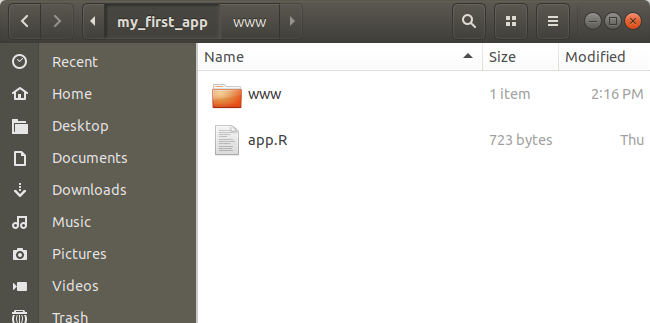 my_first_app www
Name Size Modified
www 1 item 2:16 PM
app.R 723 bytes Thu
Recent
Home
Desktop
Documents
Downloads
Music
Pictures
Videos
Trash